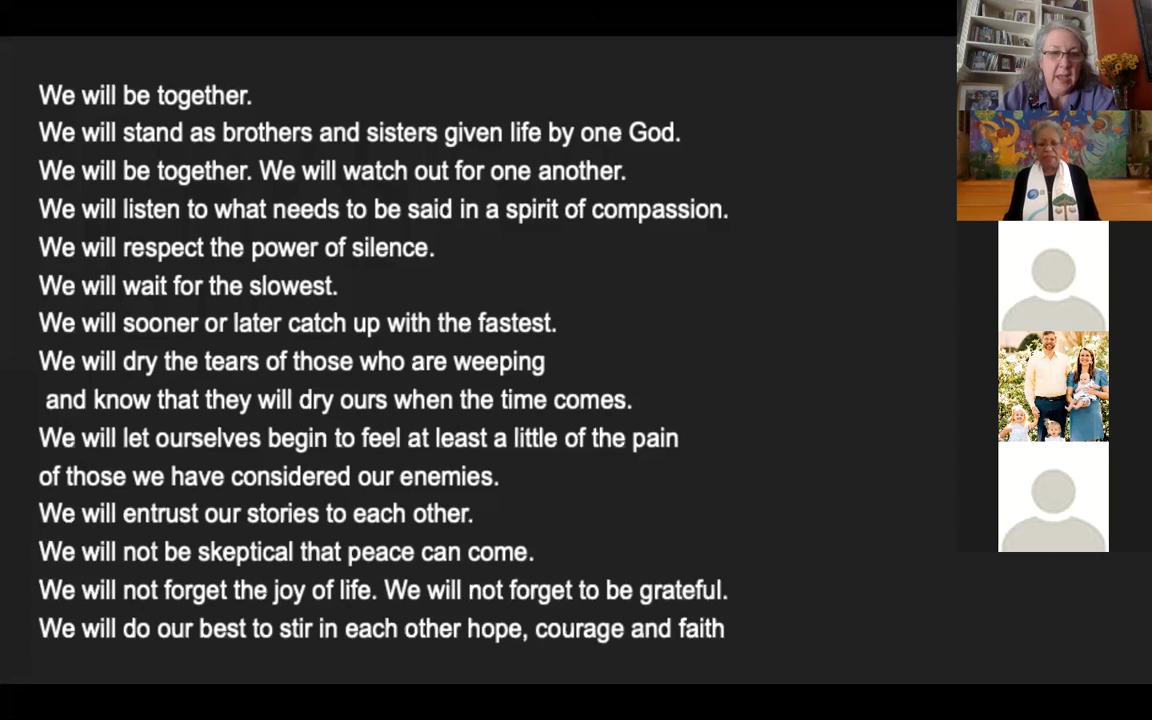 We will be together.
We will stand as brothers and sisters given life by one God.
We will be together. We will watch out for one another.
We will listen to what needs to be said in a spirit of compassion.
We will respect the power of silence.
We will wait for the slowest.
We will sooner or later catch up with the fastest.
We will dry the tears of those who are weeping
and know that they will dry ours when the time comes.
We will let ourselves begin to feel at least a little of the pain
of those we have considered our enemies.
We will entrust our stories to each other.
We will not be skeptical that peace can come.
We will not forget the joy of life. We will not forget to be grateful.
We will do our best to stir in each other hope, courage and faith